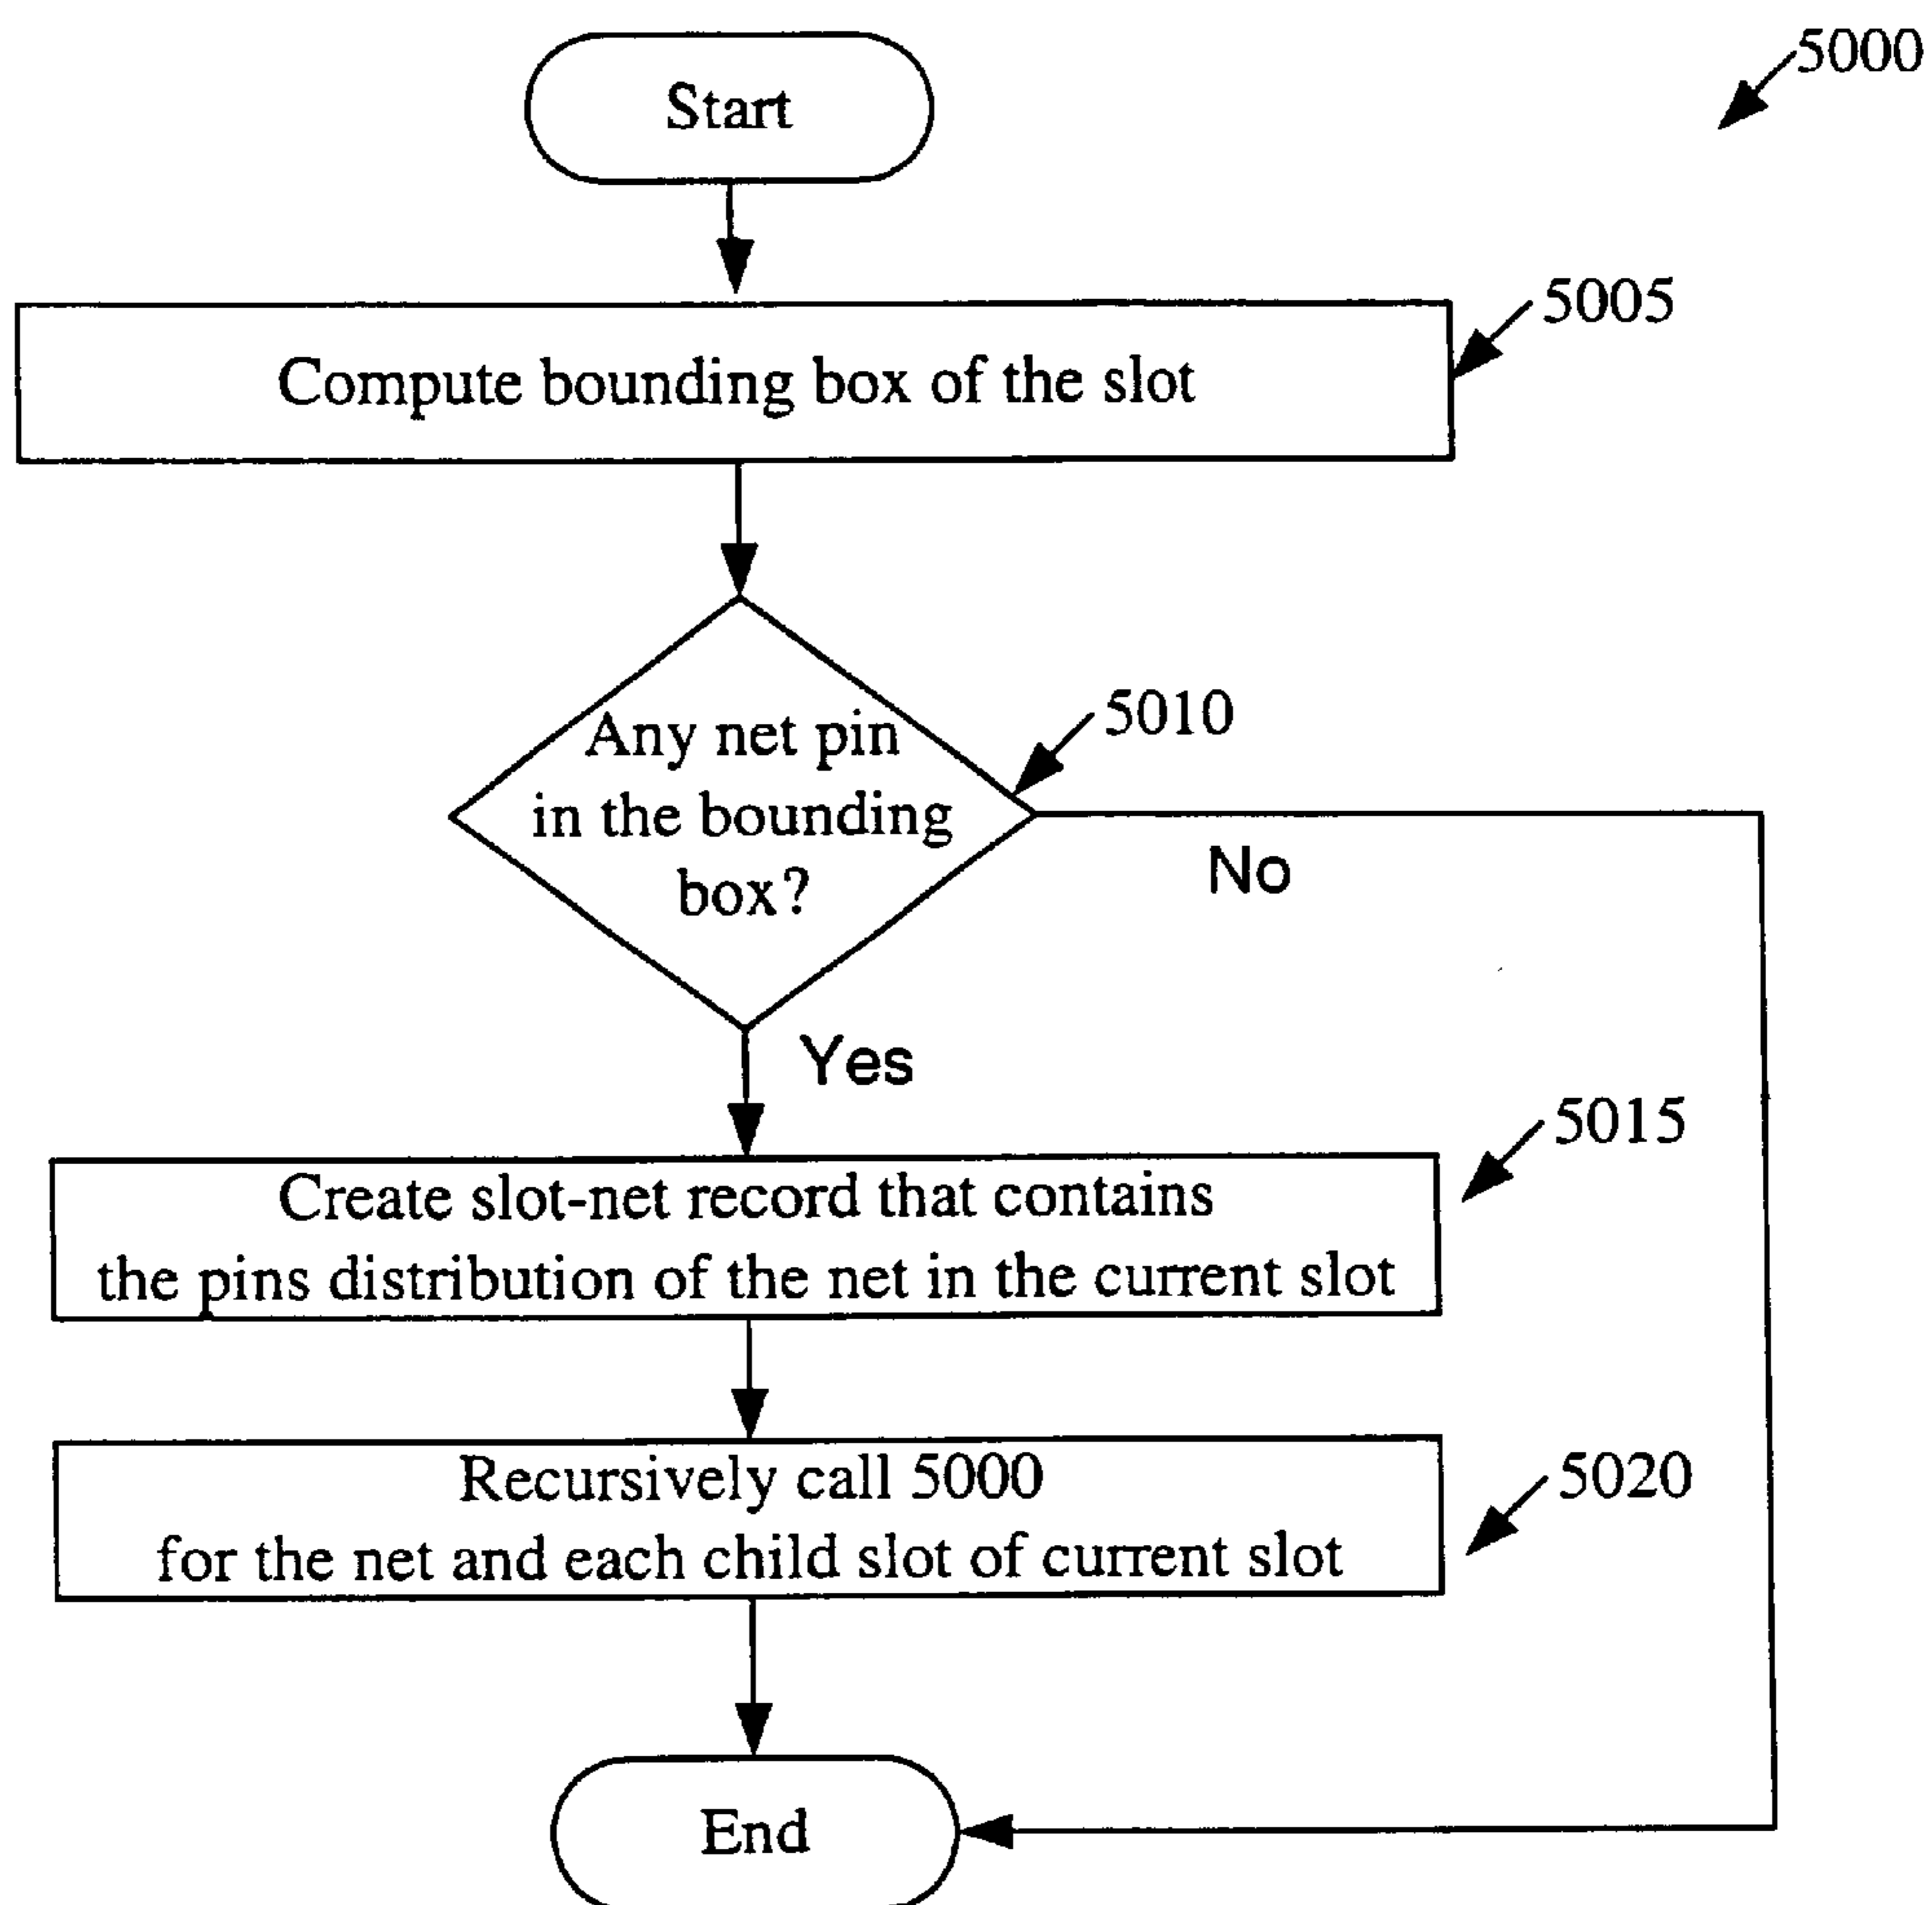 5000
Start
5005
Compute bounding box of the slot
5010
Any net pin
in the bounding
box?
No
Yes
5015
Create slot-net record that contains
the pins distribution of the net in the current slot
Recursively call 5000
5020
for the net and each child slot of current slot
End